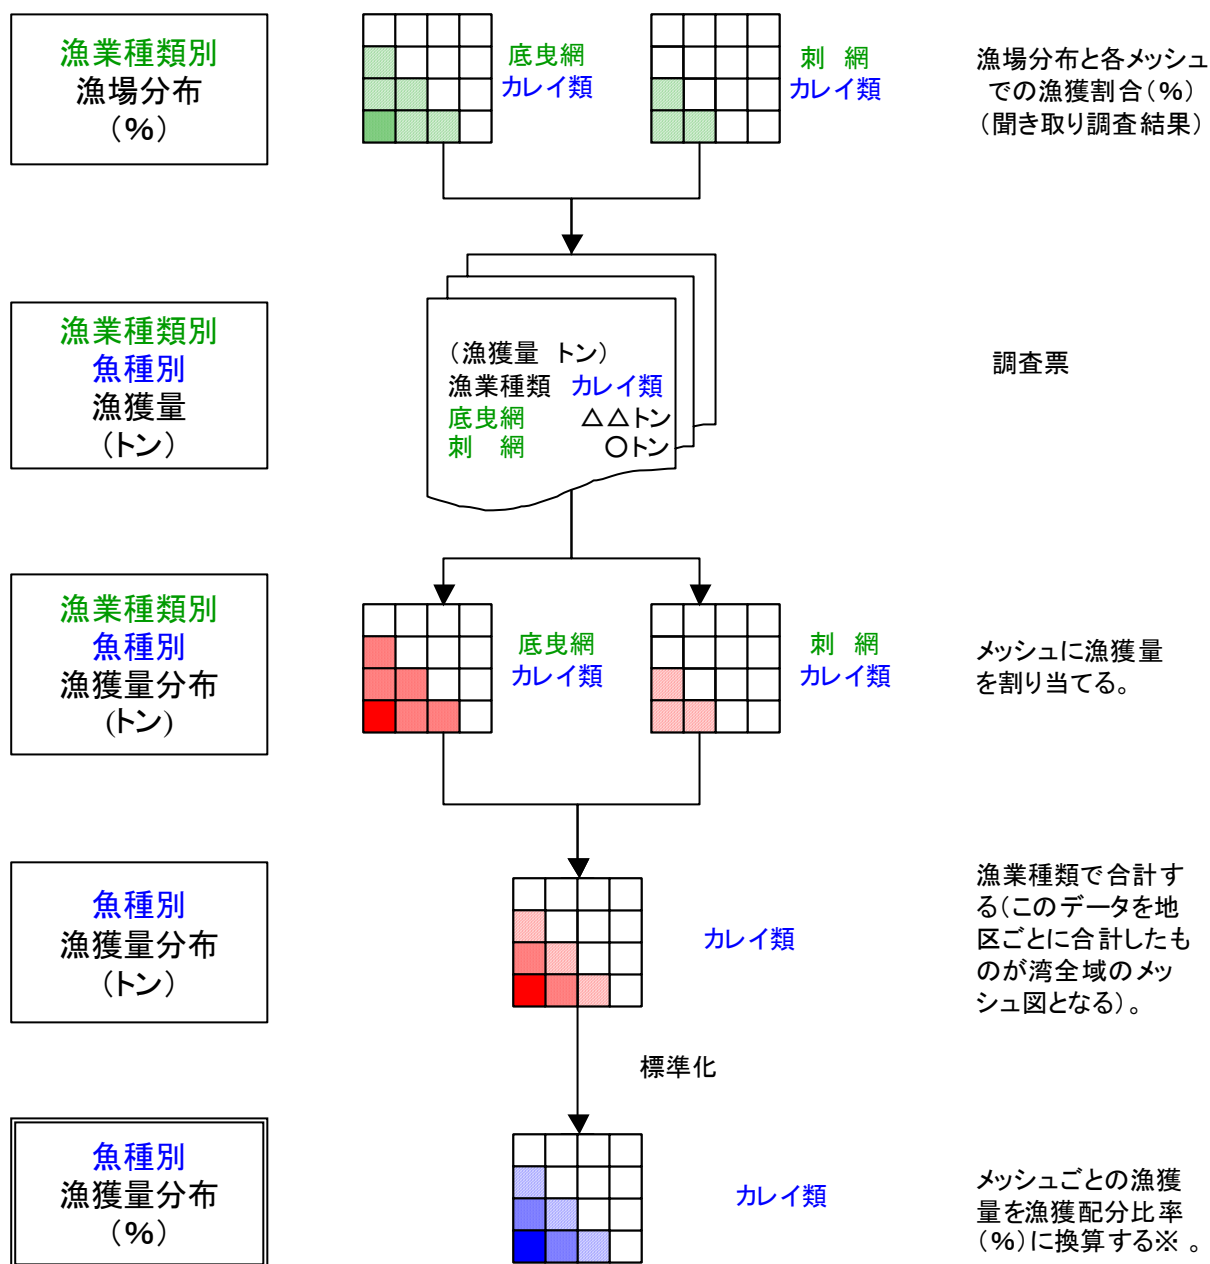 漁業種類別
漁場分布
(%)
底曳網
カレイ類
刺 網
カレイ類
漁場分布と各メッシュ
での漁獲割合(%)
(聞き取り調査結果)
漁業種類別
魚種別
漁獲量
(トン)
(漁獲量 トン)
漁業種類 カレイ類
底曳網 △△トン
刺 網 〇トン
調査票
漁業種類別
魚種別
漁獲量分布
(トン)
底曳網
カレイ類
刺 網
カレイ類
メッシュに漁獲量
を割り当てる。
魚種別
漁獲量分布
(トン)
カレイ類
漁業種類で合計す
る(このデータを地
区ごとに合計したも
のが湾全域のメッ
シュ図となる)。
標準化
魚種別
漁獲量分布
(%)
カレイ類
メッシュごとの漁獲
量を漁獲配分比率
(%)に換算する※ 。